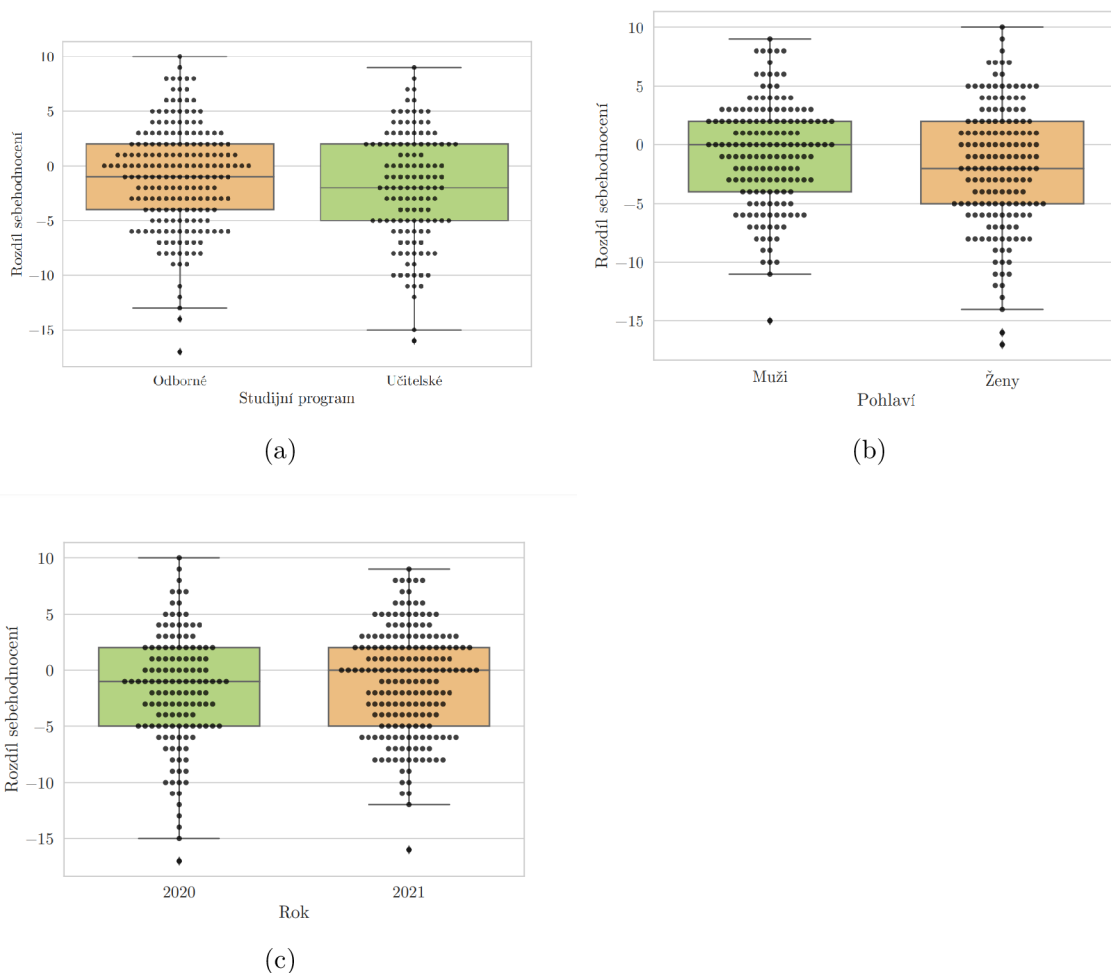 10
5
0
−5
−10
−15
Rozdíl sebehodnocení
Odborné
Učitelské
Studijní program
(a)
10
5
0
−5
−10
−15
Rozdíl sebehodnocení
Muži
Ženy
Pohlaví
(b)
10
5
0
−5
−10
−15
Rozdíl sebehodnocení
2020
2021
Rok
(c)